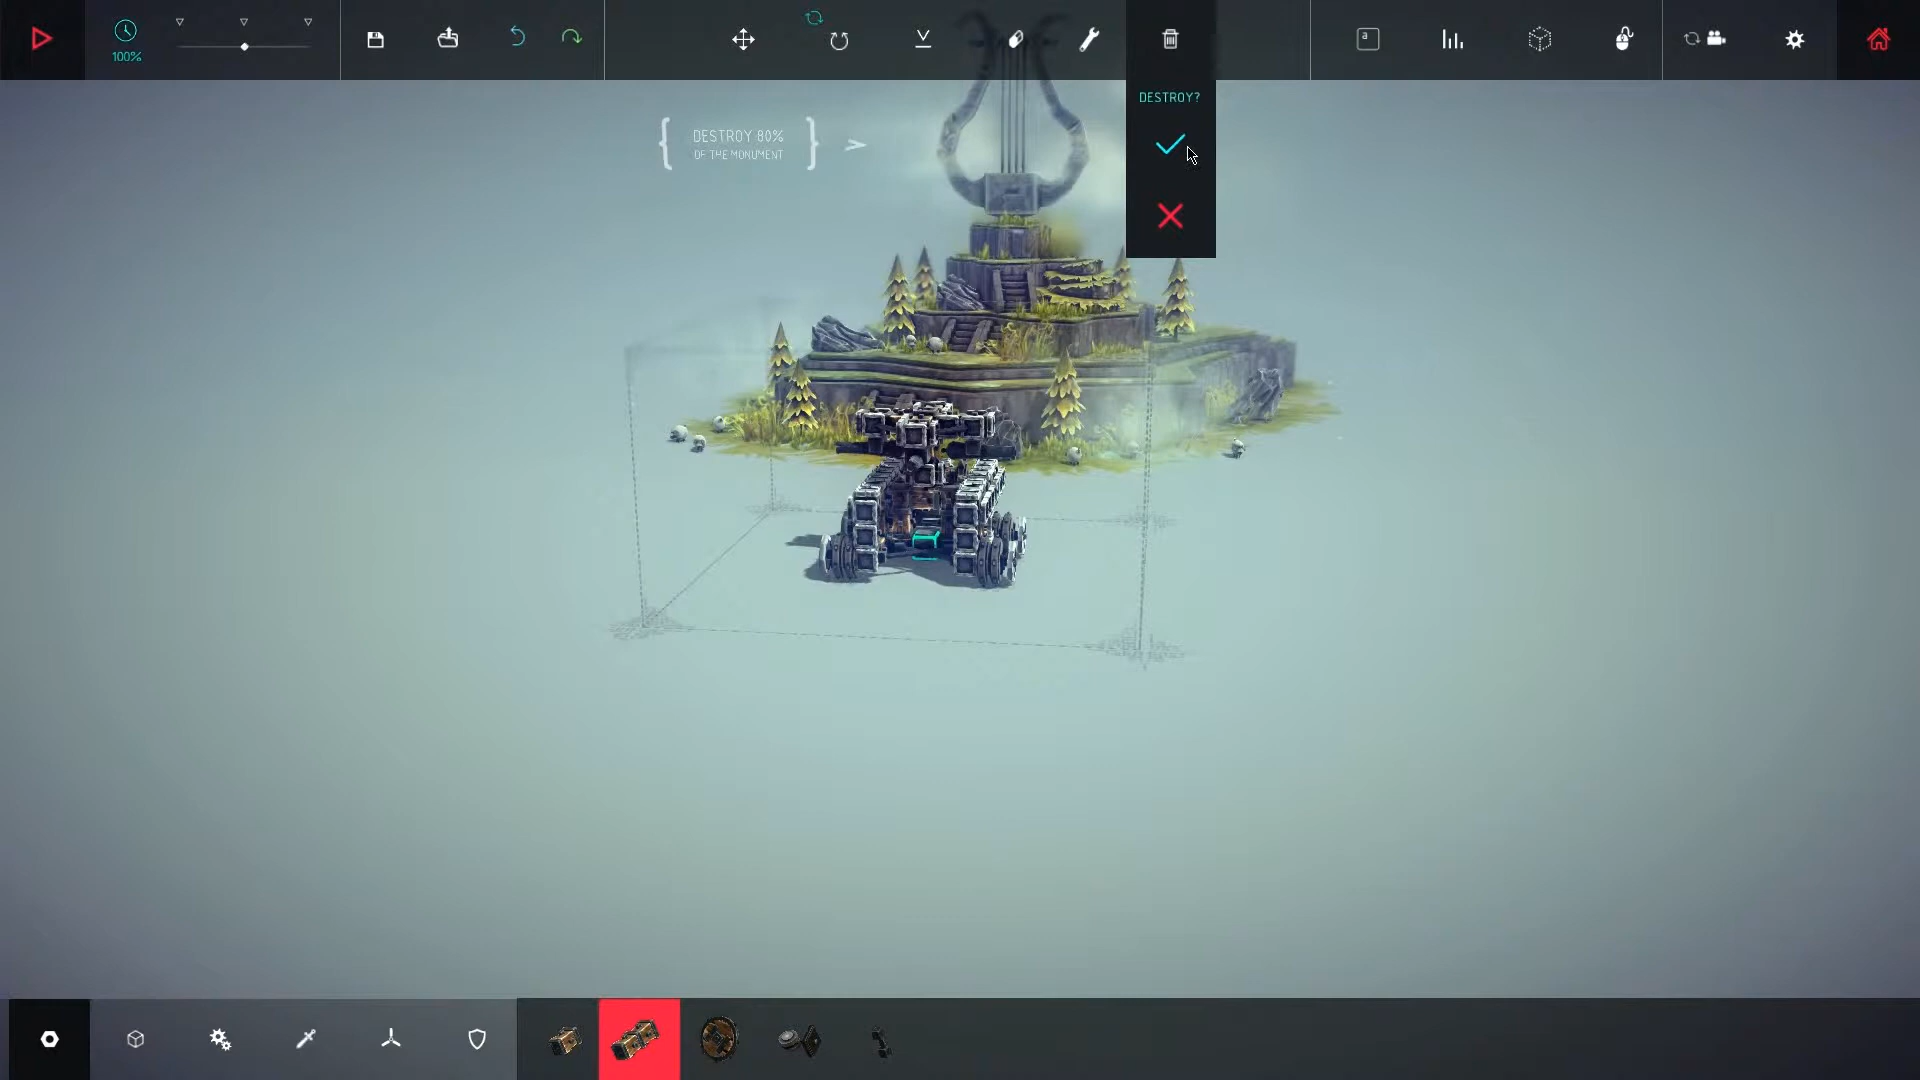 100%
a
DESTROY?
DESTROY 80%
OF THE MONUMENT